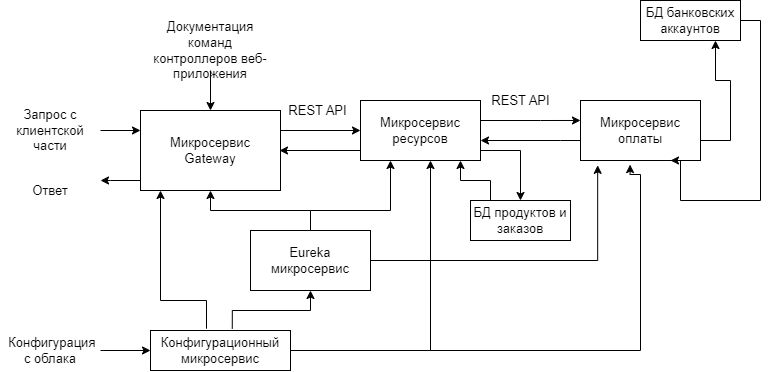 БД банковских
аккаунтов
Документация
команд
контроллеров веб-
приложения
REST API
REST API
Запрос с
клиентской
части
Микросервис
Gateway
Микросервис
ресурсов
Микросервис
оплаты
Ответ
БД продуктов и
заказов
Eureka
микросервис
Конфигурация
с облака
Конфигурационный
микросервис